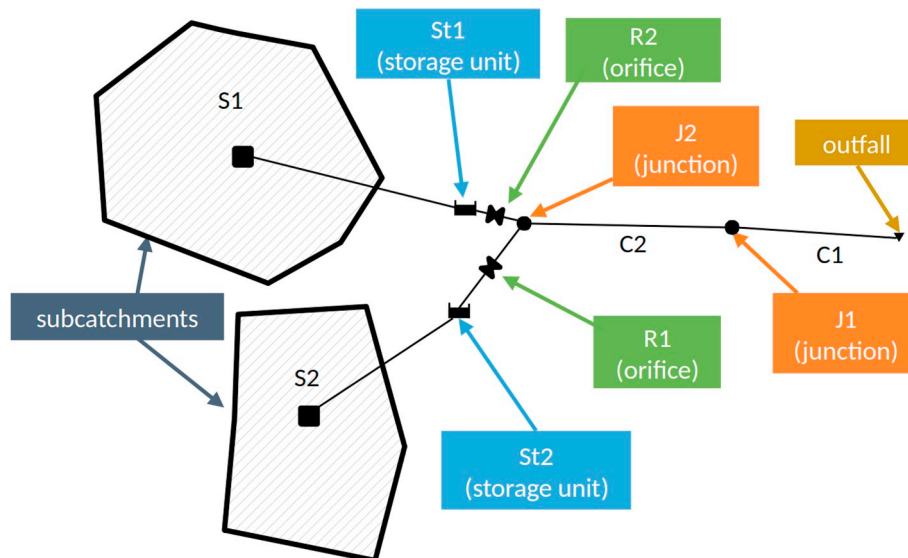 St1
(storage unit)
R2
(orifice)
S1
J2
(junction)
outfall
C2
C1
subcatchments
R1
(orifice)
J1
(junction)
S2
St2
(storage unit)